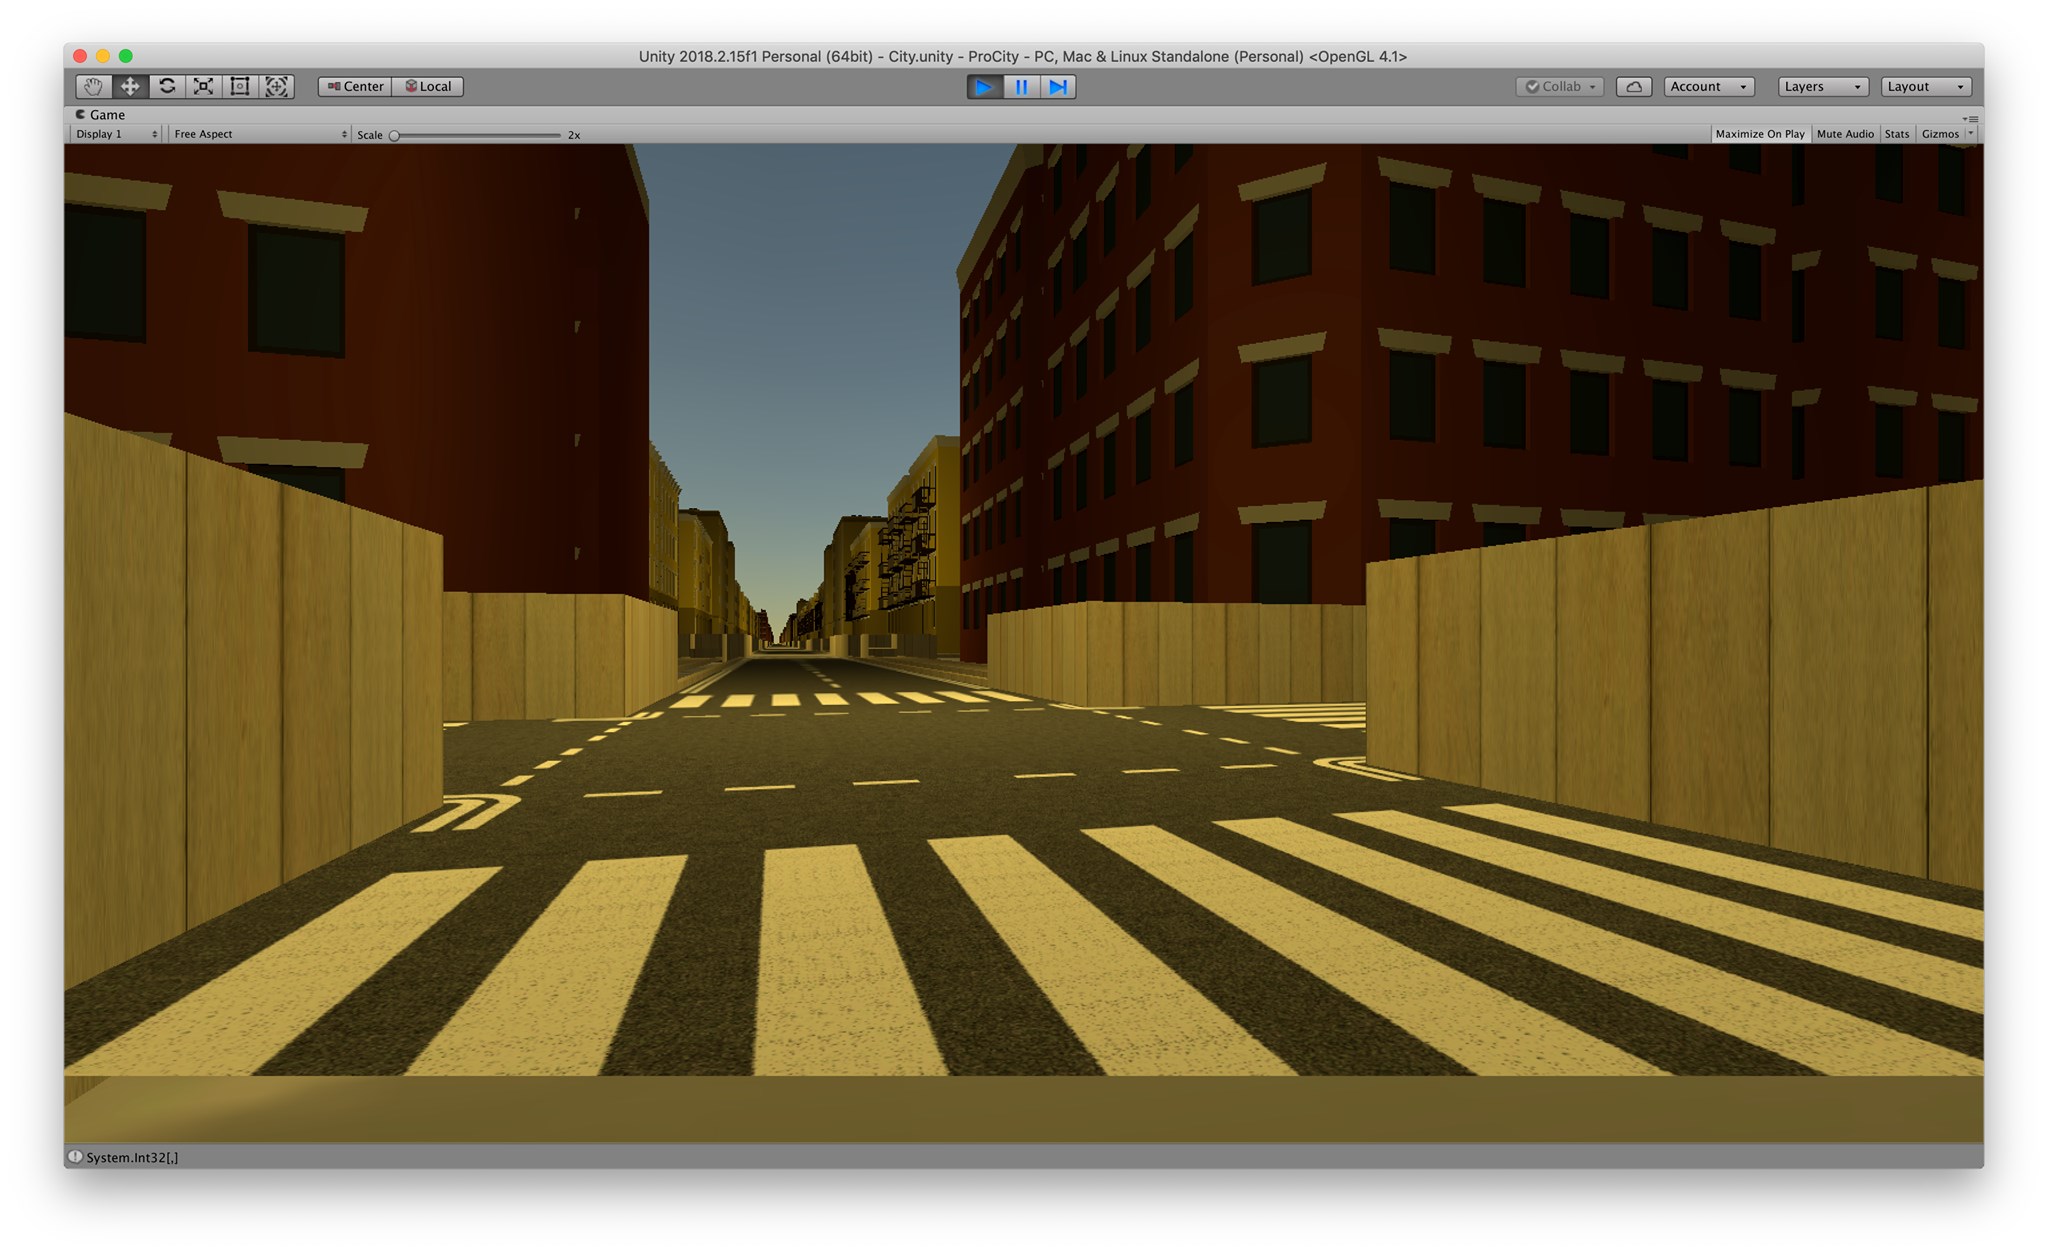 Unity 2018.2.15f1 Personal (64bit) - City.unity - ProCity - PC, Mac & Linux Standalone (Personal) <OpenGL 4.1>
Center Local Collab Account Layers Layout
Game
Display 1 Free Aspect Scale 2x Maximize On Play Mute Audio Stats Gizmos
System.Int32[,]